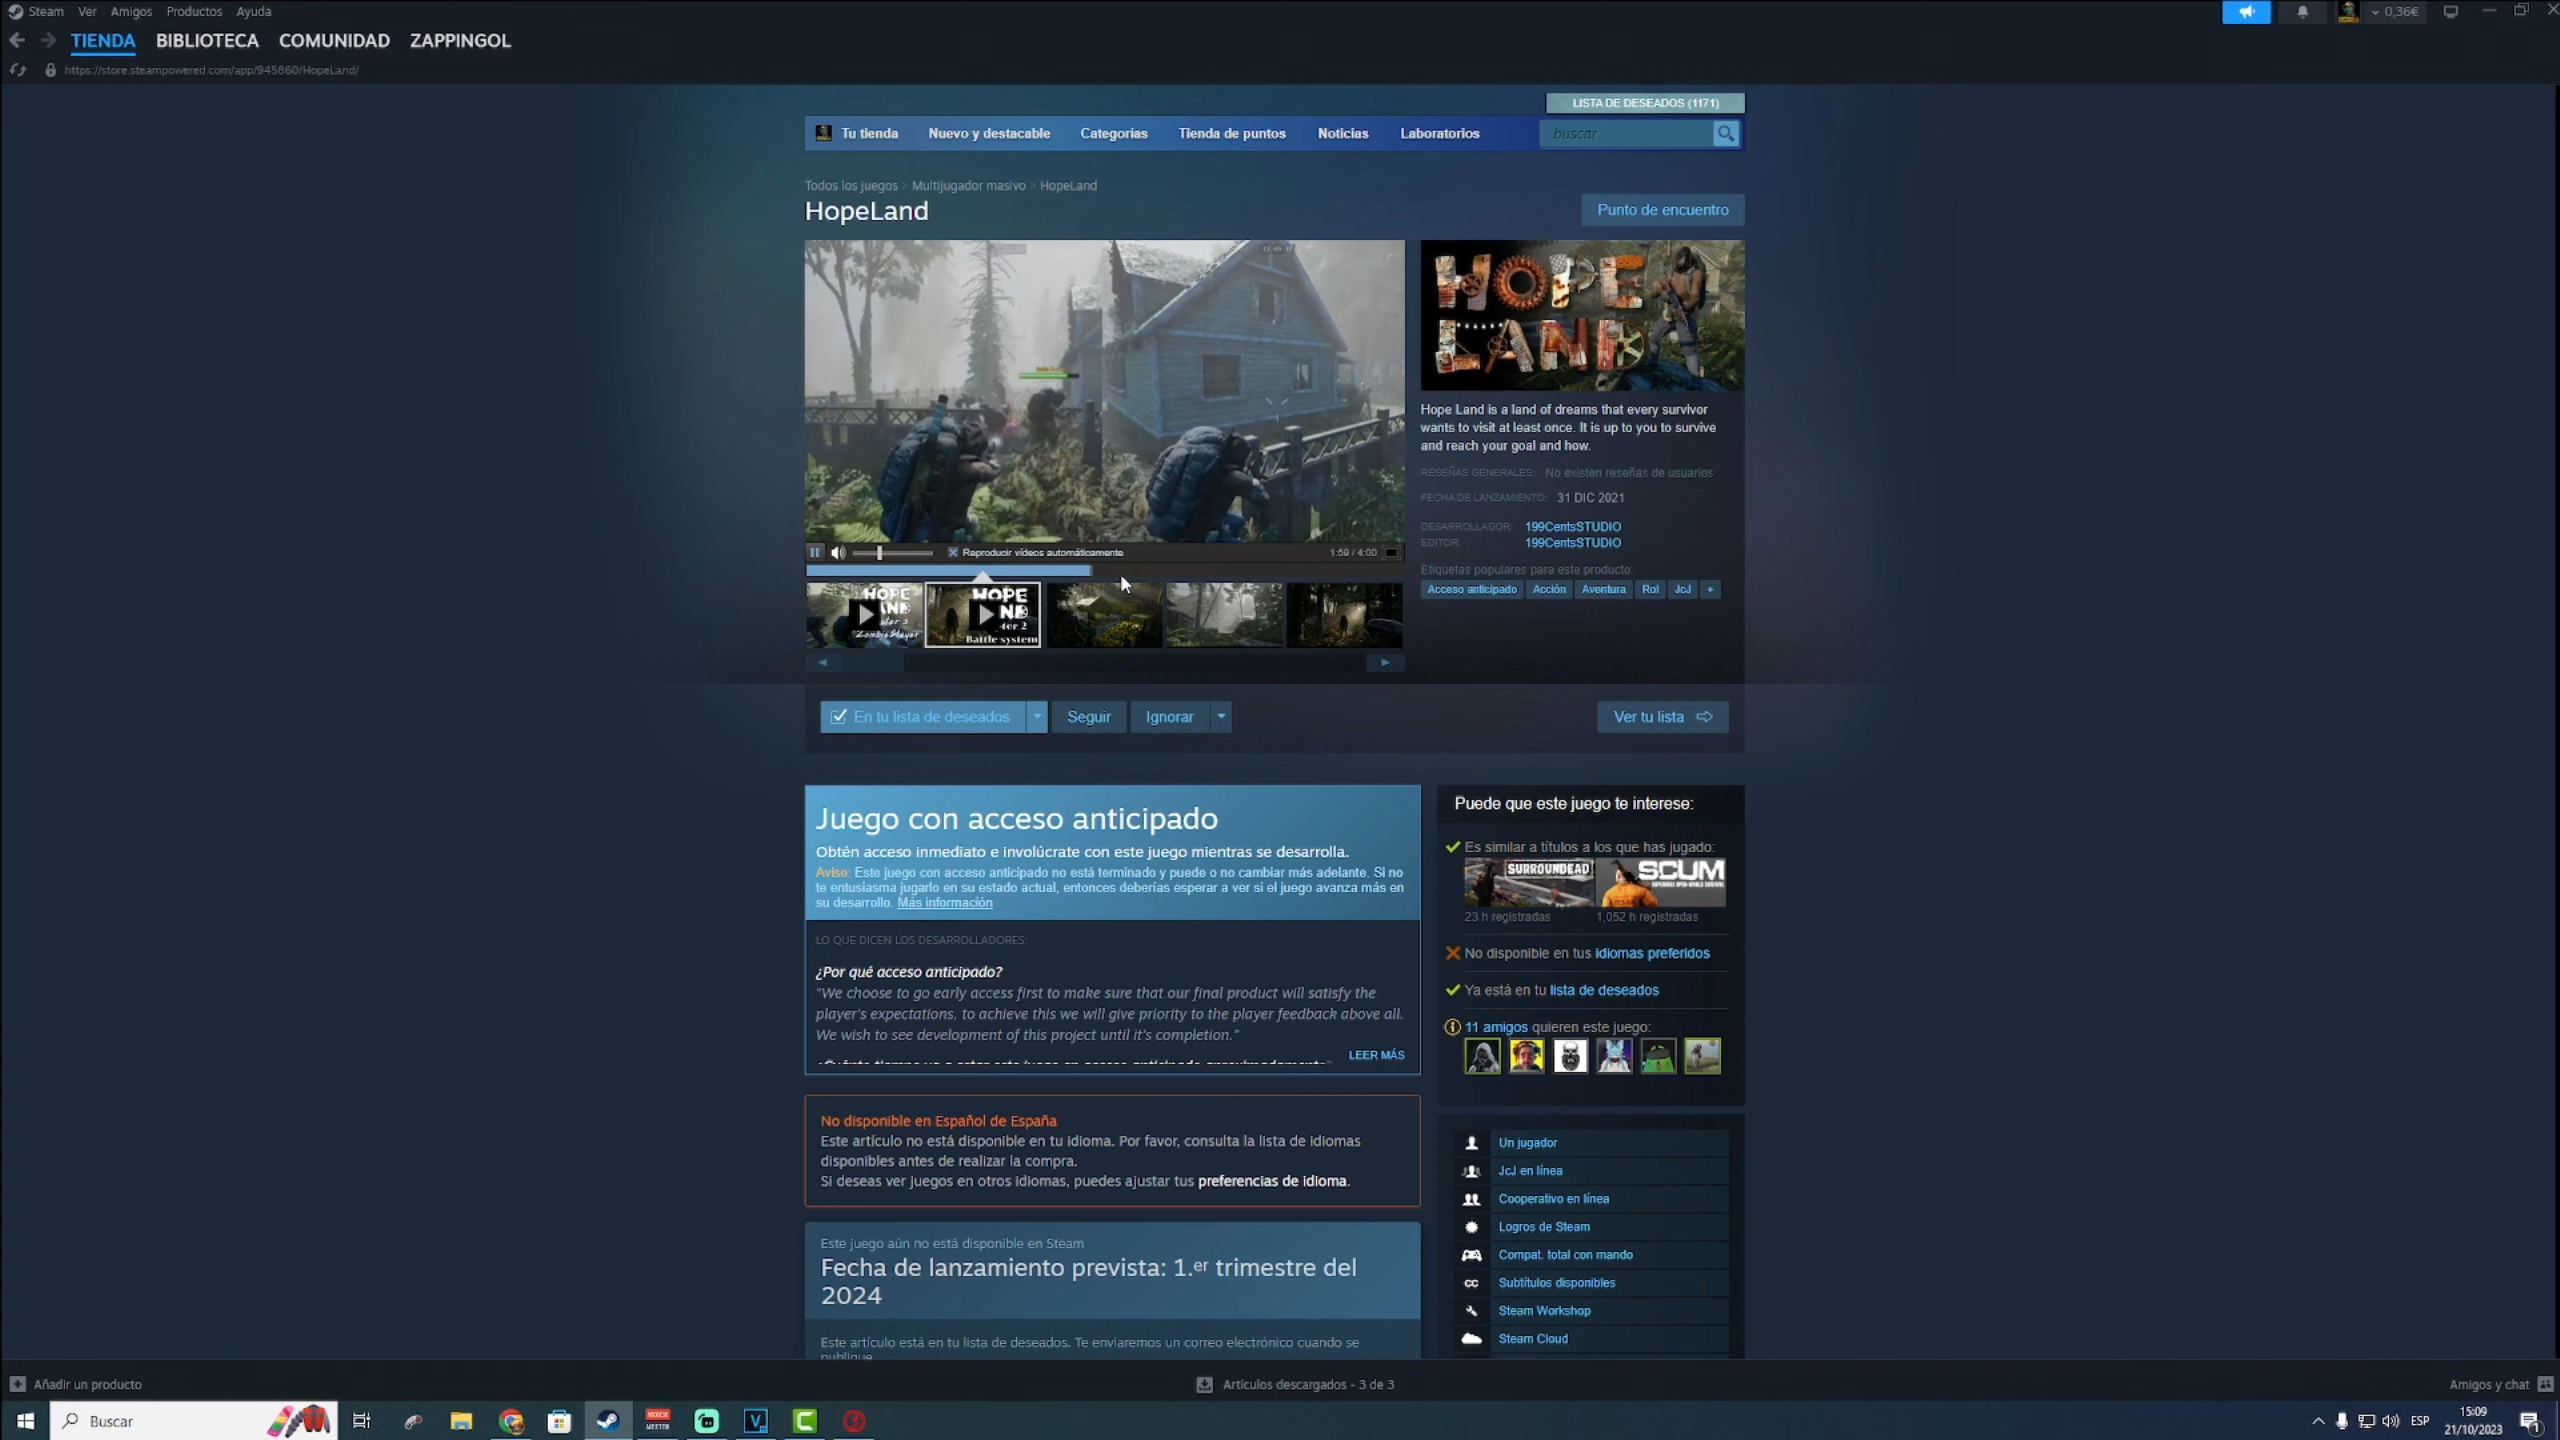 Steam Ver Amigos Productos Ayuda
0,36€
TIENDA BIBLIOTECA COMUNIDAD ZAPPINGOL
https://store.steampowered.com/app/945860/HopeLand/
LISTA DE DESEADOS (1171)
Tu tienda Nuevo y destacable Categorías Tienda de puntos Noticias Laboratorios buscar
Todos los juegos > Multijugador masivo > HopeLand
HopeLand
Punto de encuentro
HOPE
LAND
Hope Land is a land of dreams that every survivor
wants to visit at least once. It is up to you to survive
and reach your goal and how.
RESEÑAS GENERALES: No existen reseñas de usuarios
FECHA DE LANZAMIENTO: 31 DIC 2021
DESARROLLADOR: 199CentsSTUDIO
EDITOR: 199CentsSTUDIO
Etiquetas populares para este producto:
Acceso anticipado Acción Aventura Rol JcJ +
Reproducir vídeos automáticamente
1:59 / 4:00
HOPE
Battle system
En tu lista de deseados Seguir Ignorar Ver tu lista
Juego con acceso anticipado
Obtén acceso inmediato e involúcrate con este juego mientras se desarrolla.
Aviso: Este juego con acceso anticipado no está terminado y puede o no cambiar más adelante. Si no
te entusiasma jugarlo en su estado actual, entonces deberías esperar a ver si el juego avanza más en
su desarrollo. Más información
LO QUE DICEN LOS DESARROLLADORES:
¿Por qué acceso anticipado?
"We choose to go early access first to make sure that our final product will satisfy the
player's expectations, to achieve this we will give priority to the player feedback above all.
We wish to see development of this project until it's completion."
LEER MÁS
No disponible en Español de España
Este artículo no está disponible en tu idioma. Por favor, consulta la lista de idiomas
disponibles antes de realizar la compra.
Si deseas ver juegos en otros idiomas, puedes ajustar tus preferencias de idioma.
Este juego aún no está disponible en Steam
Fecha de lanzamiento prevista: 1.er trimestre del
2024
Este artículo está en tu lista de deseados. Te enviaremos un correo electrónico cuando se
publique
Puede que este juego te interese:
Es similar a títulos a los que has jugado:
SURROUNDEAD SCUM
23 h registradas 1,052 h registradas
No disponible en tus idiomas preferidos
Ya está en tu lista de deseados
11 amigos quieren este juego:
Un jugador
JcJ en línea
Cooperativo en línea
Logros de Steam
Compat. total con mando
cc Subtítulos disponibles
Steam Workshop
Steam Cloud
Añadir un producto
Artículos descargados - 3 de 3
Amigos y chat
Buscar
ESP
15:09
21/10/2023